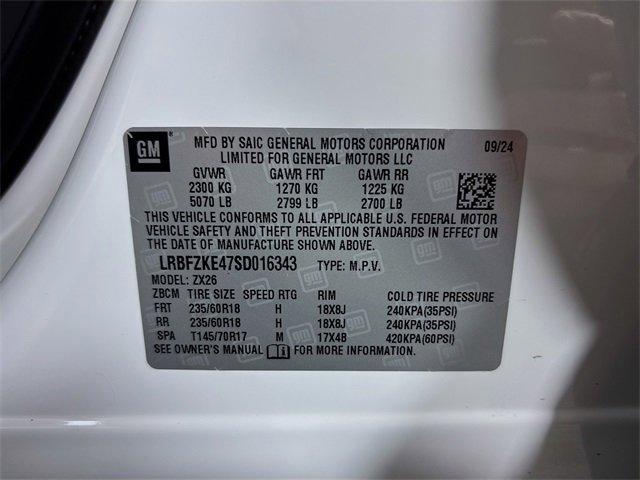 GM ®
MFD BY SAIC GENERAL MOTORS CORPORATION 09/24
LIMITED FOR GENERAL MOTORS LLC
GVWR GAWR FRT GAWR RR
2300 KG 1270 KG 1225 KG
5070 LB 2799 LB 2700 LB
THIS VEHICLE CONFORMS TO ALL APPLICABLE U.S. FEDERAL MOTOR
VEHICLE SAFETY AND THEFT PREVENTION STANDARDS IN EFFECT ON
THE DATE OF MANUFACTURE SHOWN ABOVE.
LRBFZKE47SD016343 TYPE: M.P.V.
MODEL: ZX26
ZBCM TIRE SIZE SPEED RTG RIM COLD TIRE PRESSURE
FRT 235/60R18 H 18X8J 240KPA(35PSI)
RR 235/60R18 H 18X8J 240KPA(35PSI)
SPA T145/70R17 M 17X4B 420KPA(60PSI)
SEE OWNER'S MANUAL FOR MORE INFORMATION.